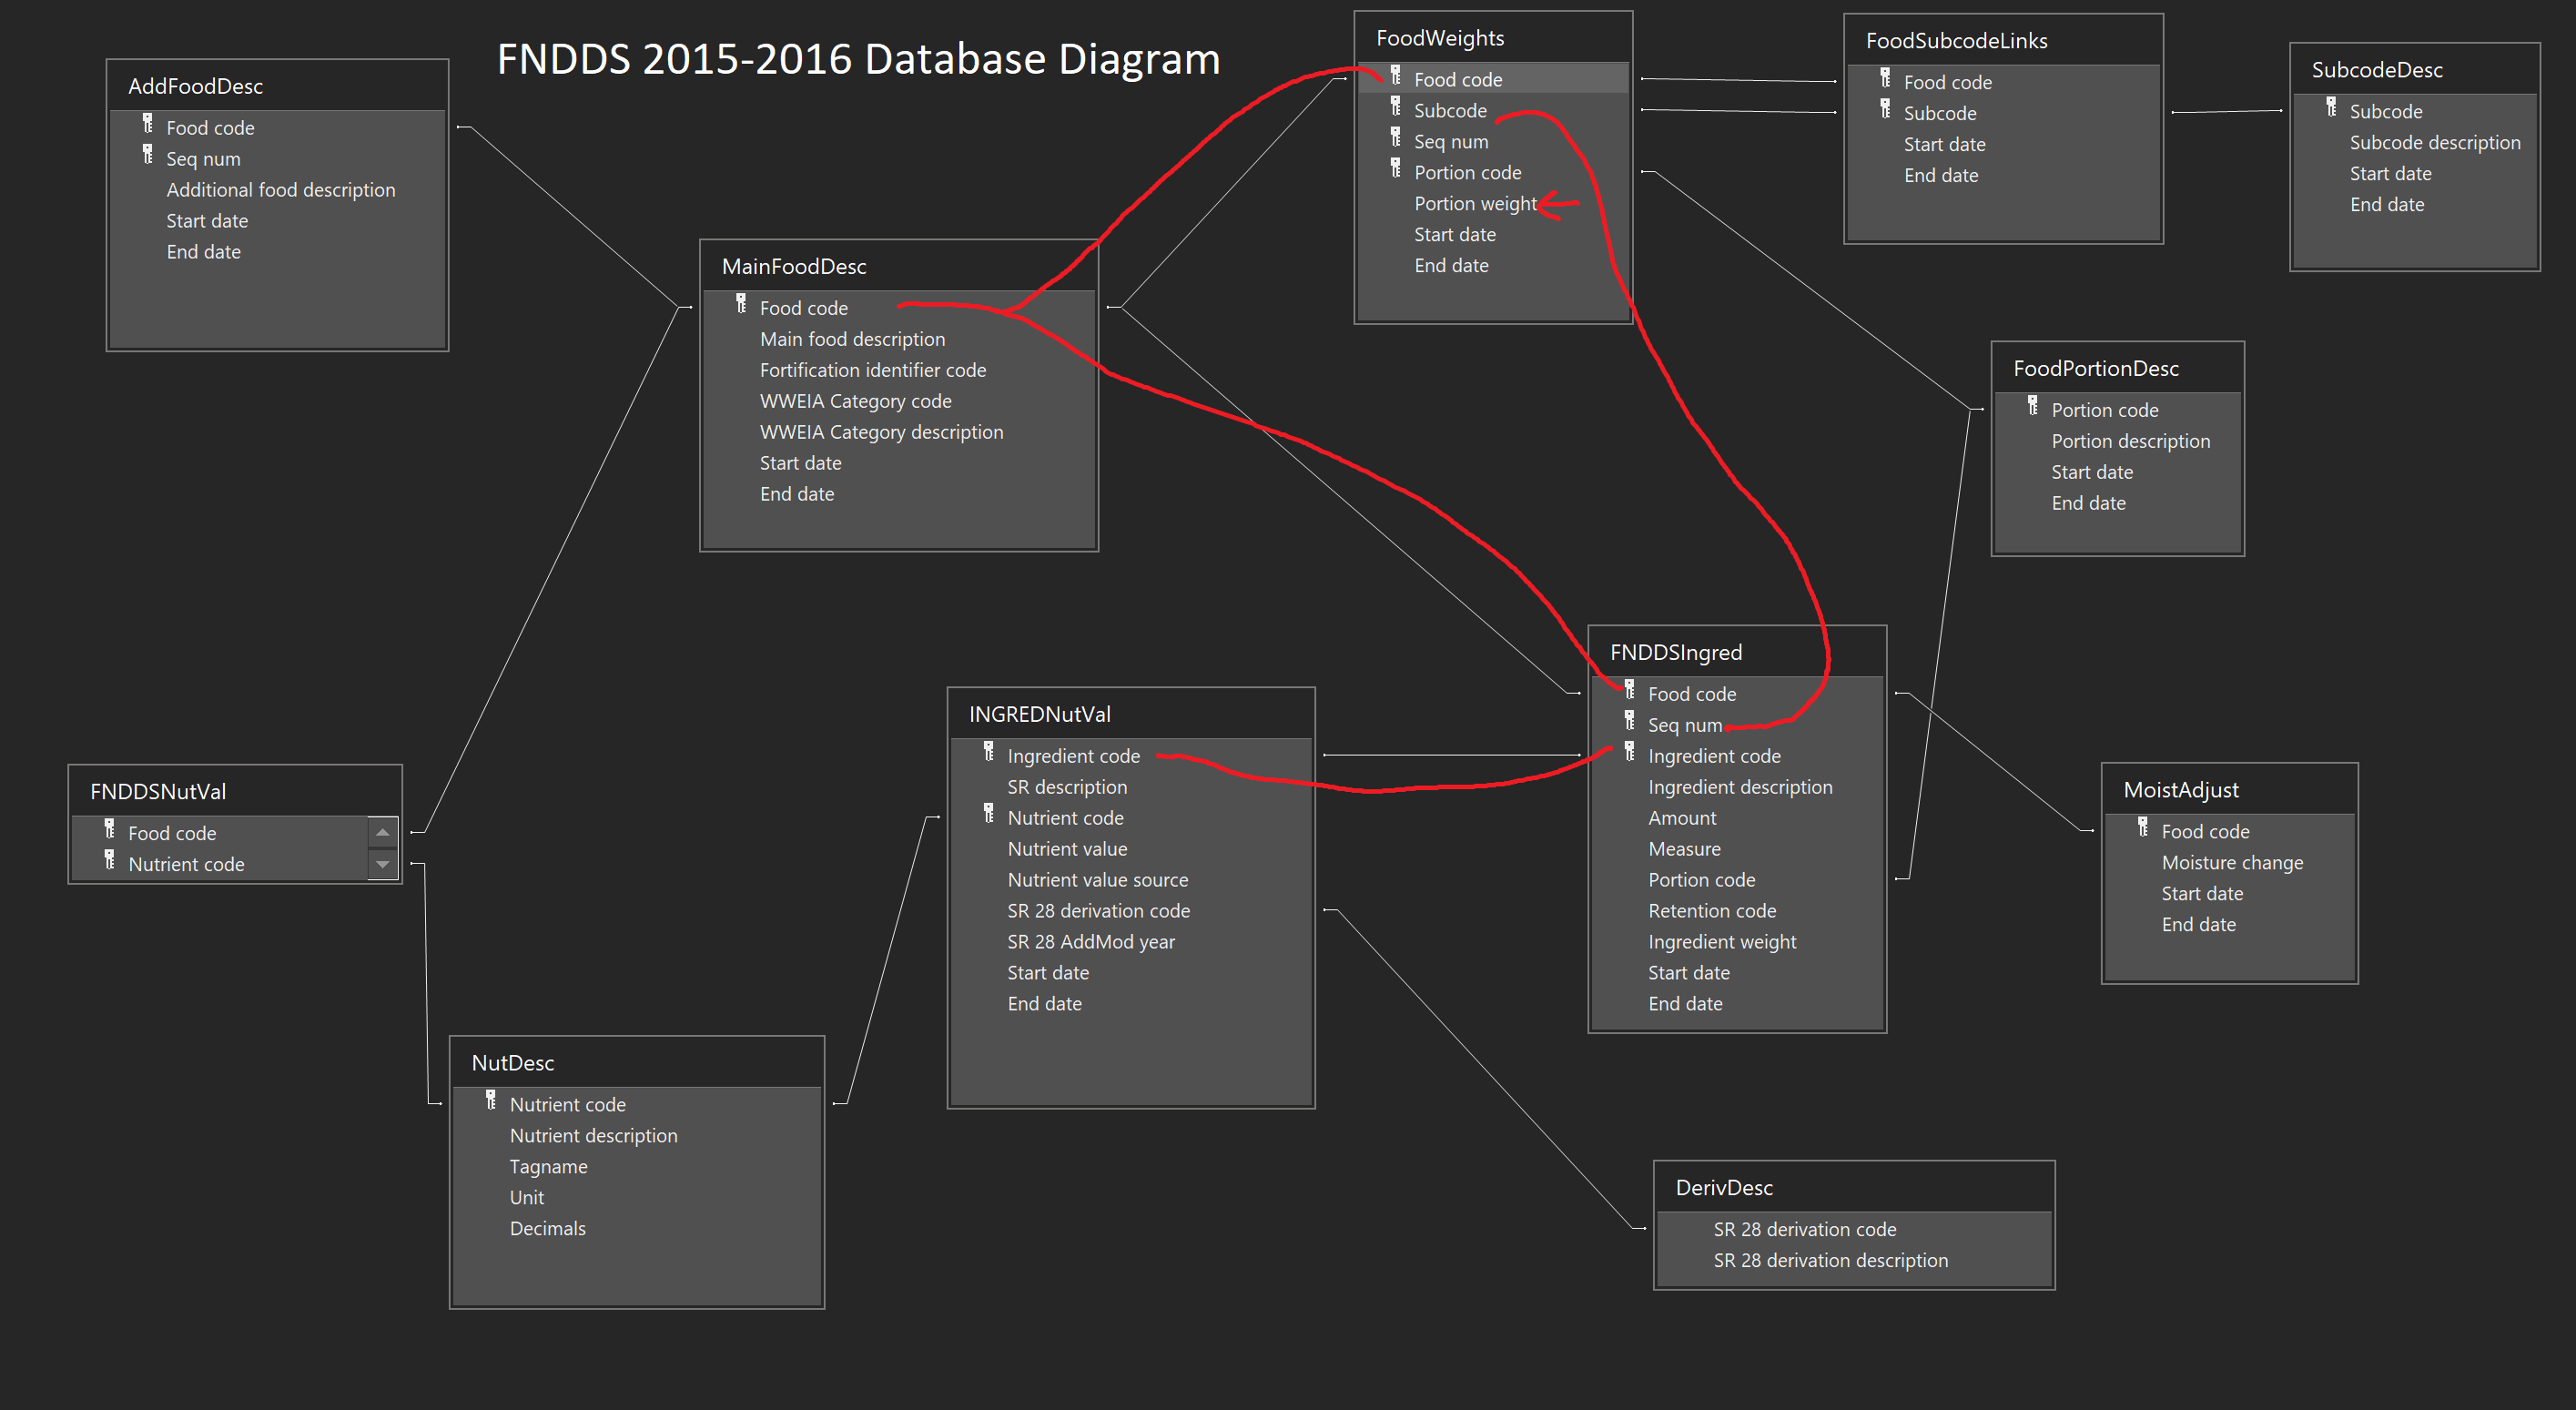 FNDDS 2015-2016 Database Diagram
AddFoodDesc
Food code
Seq num
Additional food description
Start date
End date
MainFoodDesc
Food code
Main food description
Fortification identifier code
WWEIA Category code
WWEIA Category description
Start date
End date
FoodWeights
Food code
Subcode
Seq num
Portion code
Portion weight
Start date
End date
FoodSubcodeLinks
Food code
Subcode
Start date
End date
SubcodeDesc
Subcode
Subcode description
Start date
End date
FoodPortionDesc
Portion code
Portion description
Start date
End date
FNDDSNutVal
Food code
Nutrient code
INGREDNutVal
Ingredient code
SR description
Nutrient code
Nutrient value
Nutrient value source
SR 28 derivation code
SR 28 AddMod year
Start date
End date
FNDDSIngred
Food code
Seq num
Ingredient code
Ingredient description
Amount
Measure
Portion code
Retention code
Ingredient weight
Start date
End date
MoistAdjust
Food code
Moisture change
Start date
End date
NutDesc
Nutrient code
Nutrient description
Tagname
Unit
Decimals
DerivDesc
SR 28 derivation code
SR 28 derivation description